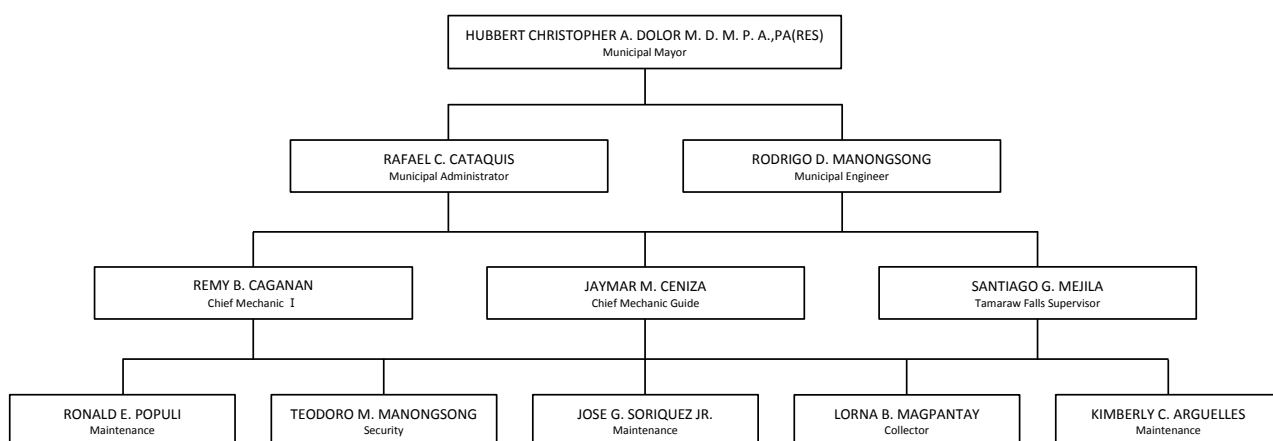 HUBBERT CHRISTOPHER A. DOLOR M. D. M. P. A.,PA(RES)
Municipal Mayor
RAFAEL C. CATAQUIS
Municipal Administrator
RODRIGO D. MANONGSONG
Municipal Engineer
REMY B. CAGANAN
Chief Mechanic I
JAYMAR M. CENIZA
Chief Mechanic Guide
SANTIAGO G. MEJILA
Tamaraw Falls Supervisor
RONALD E. POPULI
Maintenance
TEODORO M. MANONGSONG
Security
JOSE G. SORIQUEZ JR.
Maintenance
LORNA B. MAGPANTAY
Collector
KIMBERLY C. ARGUELLES
Maintenance